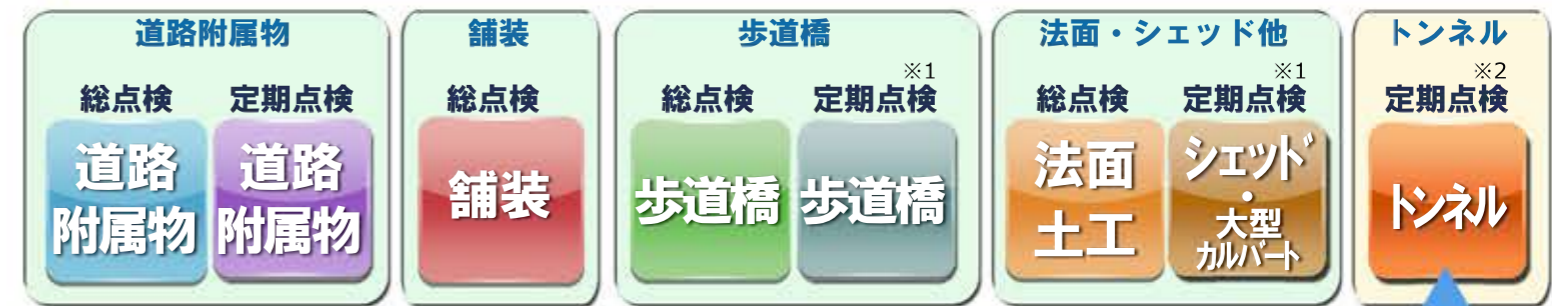 道路附属物
総点検 定期点検
道路
附属物
道路
附属物
舗装
総点検
舗装
歩道橋
※1
総点検 定期点検
歩道橋
歩道橋
法面・シェッド他
※1
総点検 定期点検
法面
土工
シェッド
・
大型
カルバート
トンネル
※2
定期点検
トンネル